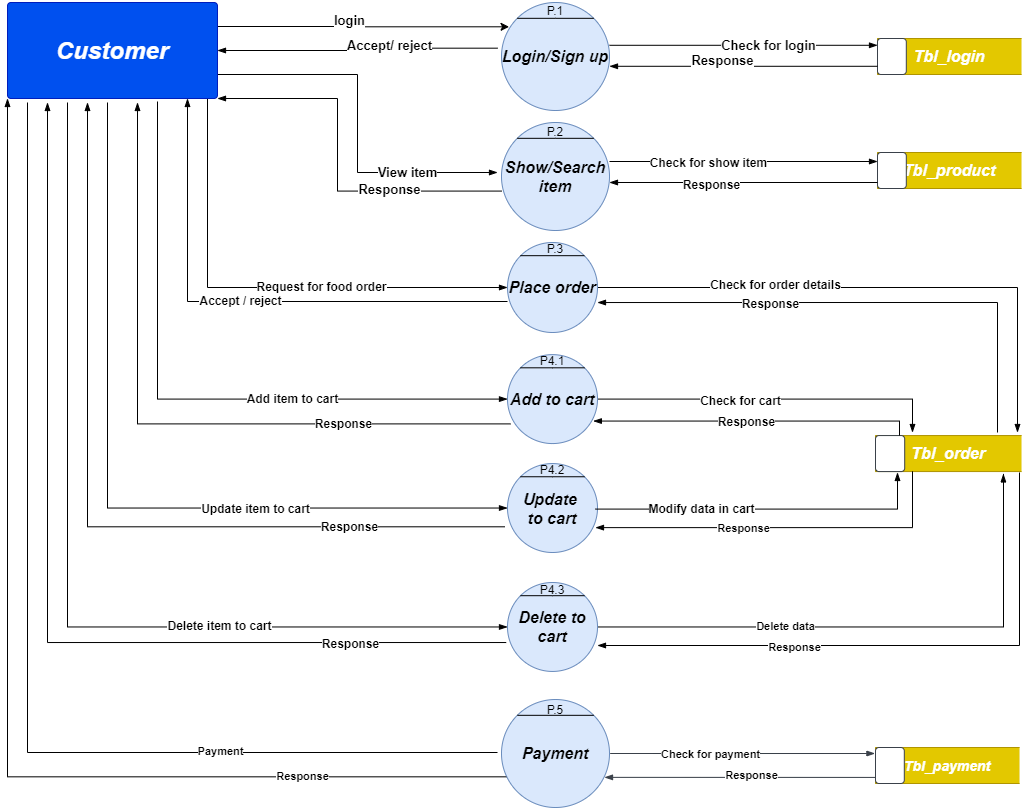 P.1
login
Customer
Accept/ reject
Login/Sign up
Check for login
Response
Tbl_login
P.2
View item
Response
Show/Search
item
Check for show item
Response
Tbl_product
P.3
Request for food order
Accept / reject
Place order
Check for order details
Response
P4.1
Add item to cart
Response
Add to cart
Check for cart
Response
Tbl_order
P4.2
Update item to cart
Response
Update
to cart
Modify data in cart
Response
P4.3
Delete item to cart
Response
Delete to
cart
Delete data
Response
P.5
Payment
Response
Payment
Check for payment
Response
Tbl_payment